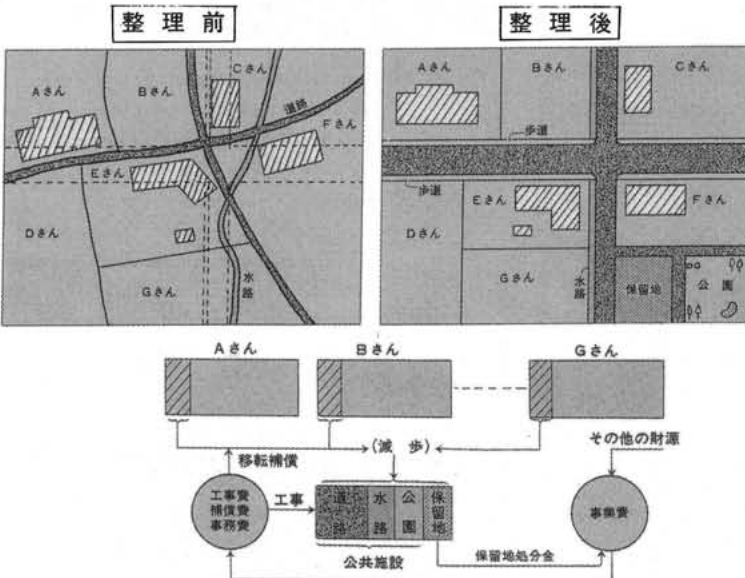 整理前
整理後
Aさん
Bさん
Cさん
道路
Fさん
Eさん
Dさん
Gさん
水路
Aさん
Bさん
Cさん
歩道
歩道
Eさん
Fさん
Dさん
Gさん
水路
保留地
公園
Aさん
Bさん
Gさん
(減歩)
その他の財源
移転補償
工事費
補償費
事務費
工事
道路
水路
公園
保留地
事業費
公共施設
保留地処分金